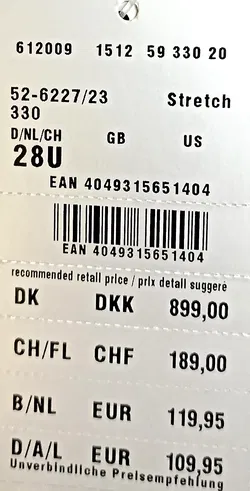 612009 1512 59 330 20
52-6227/23 Stretch
330
D/NL/CH GB US
28U
EAN 4049315651404
EAN 4049315651404
recommended retail price / prix detail suggeré
DK DKK 899,00
CH/FL CHF 189,00
B/NL EUR 119,95
D/A/L EUR 109,95
Unverbindliche Preisempfehlung